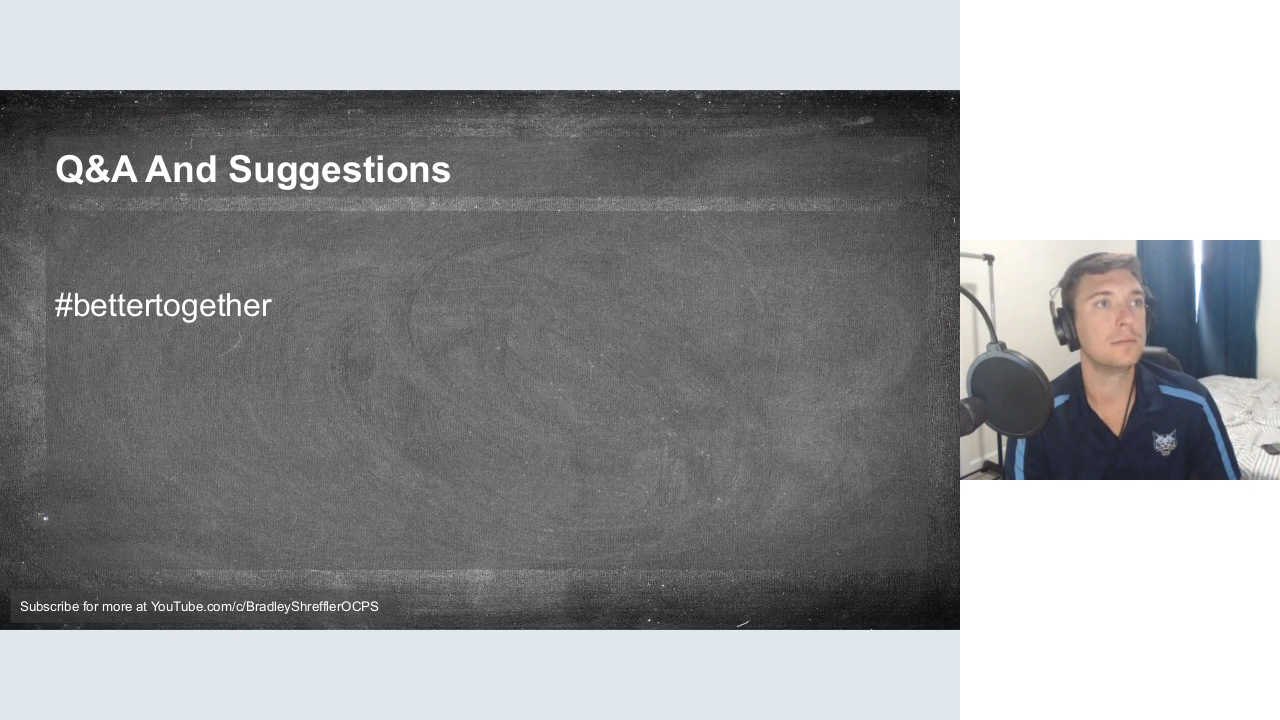 Q&A And Suggestions
#bettertogether
Subscribe for more at YouTube.com/c/BradleyShrefflerOCPS